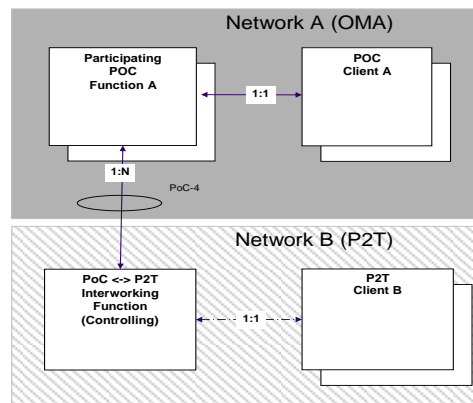 Network A (OMA)
Participating
POC
Function A
1:1
POC
Client A
1:N
PoC-4
Network B (P2T)
PoC <-> P2T
Interworking
Function
(Controlling)
1:1
P2T
Client B